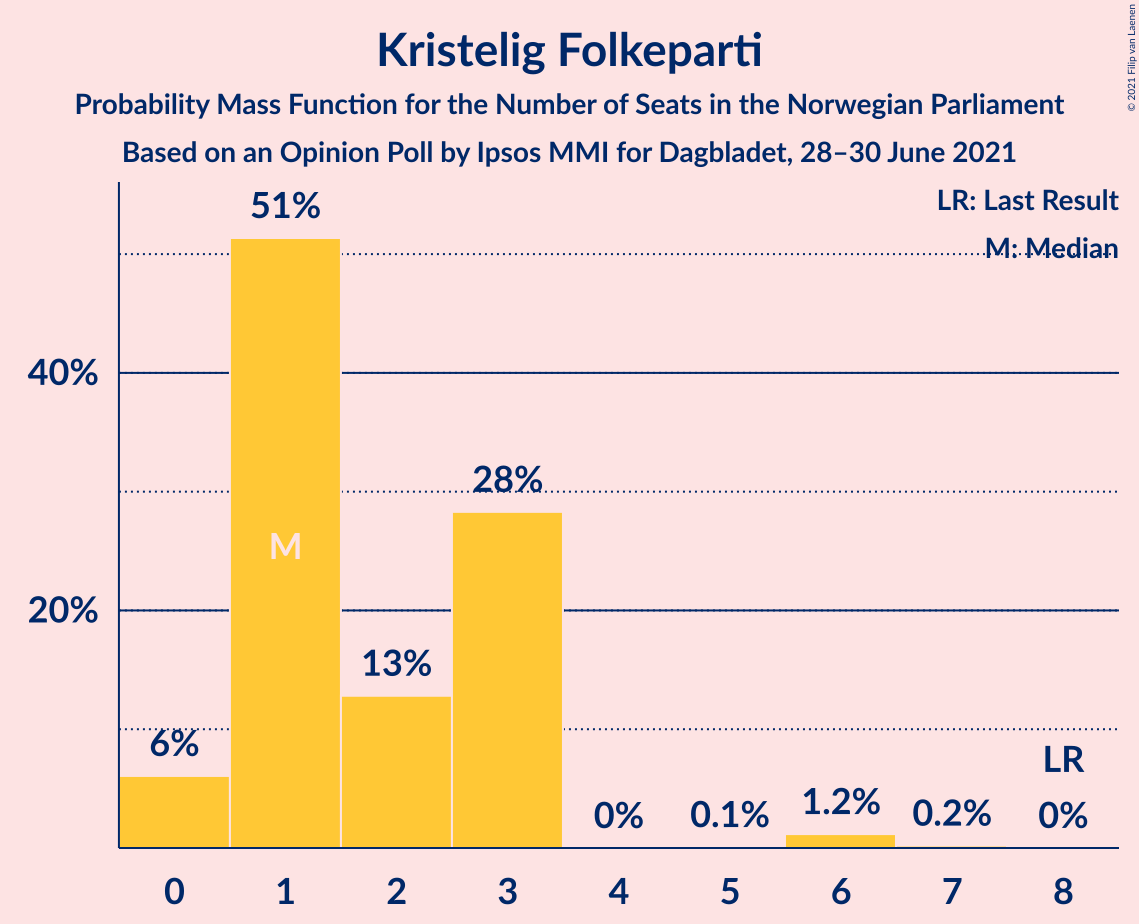 Kristelig Folkeparti
Probability Mass Function for the Number of Seats in the Norwegian Parliament
Based on an Opinion Poll by Ipsos MMI for Dagbladet, 28–30 June 2021
© 2021 Filip van Laenen
LR: Last Result
M: Median
51%
40%
28%
M
20%
13%
6%
LR
0%
0.1%
1.2%
0.2%
0%
0 1 2 3 4 5 6 7 8